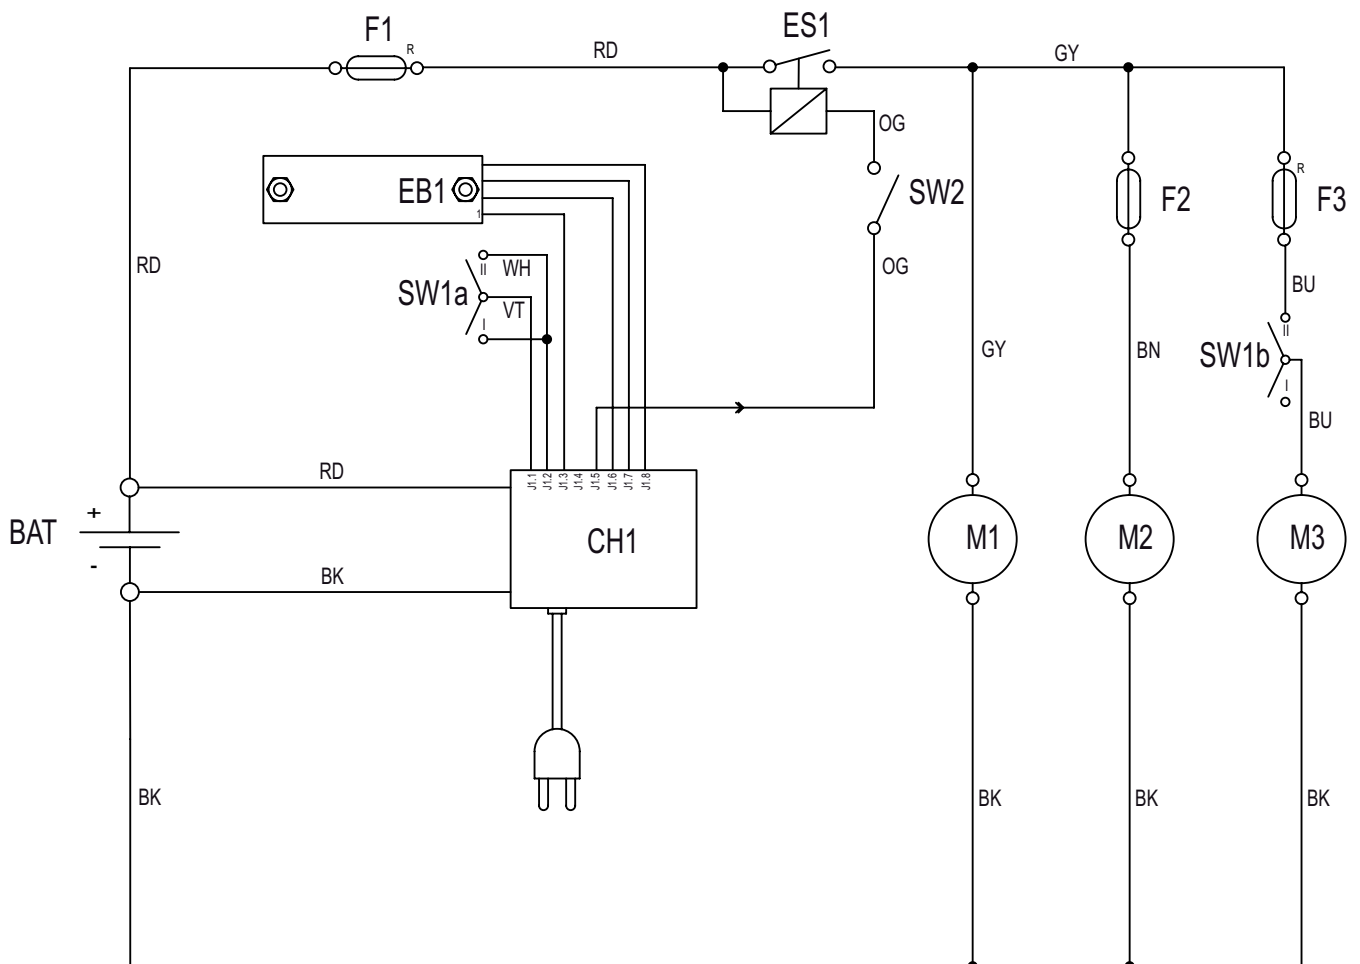 F1
R
RD
ES1
GY
OG
EB1
1
SW2
F2
R
F3
RD
II
WH
SW1a
VT
I
OG
BU
II
GY
BN
SW1b
I
BU
RD
J1.1
J1.2
J1.3
J1.4
J1.5
J1.6
J1.7
J1.8
+
BAT
-
CH1
M1
M2
M3
BK
BK
BK
BK
BK